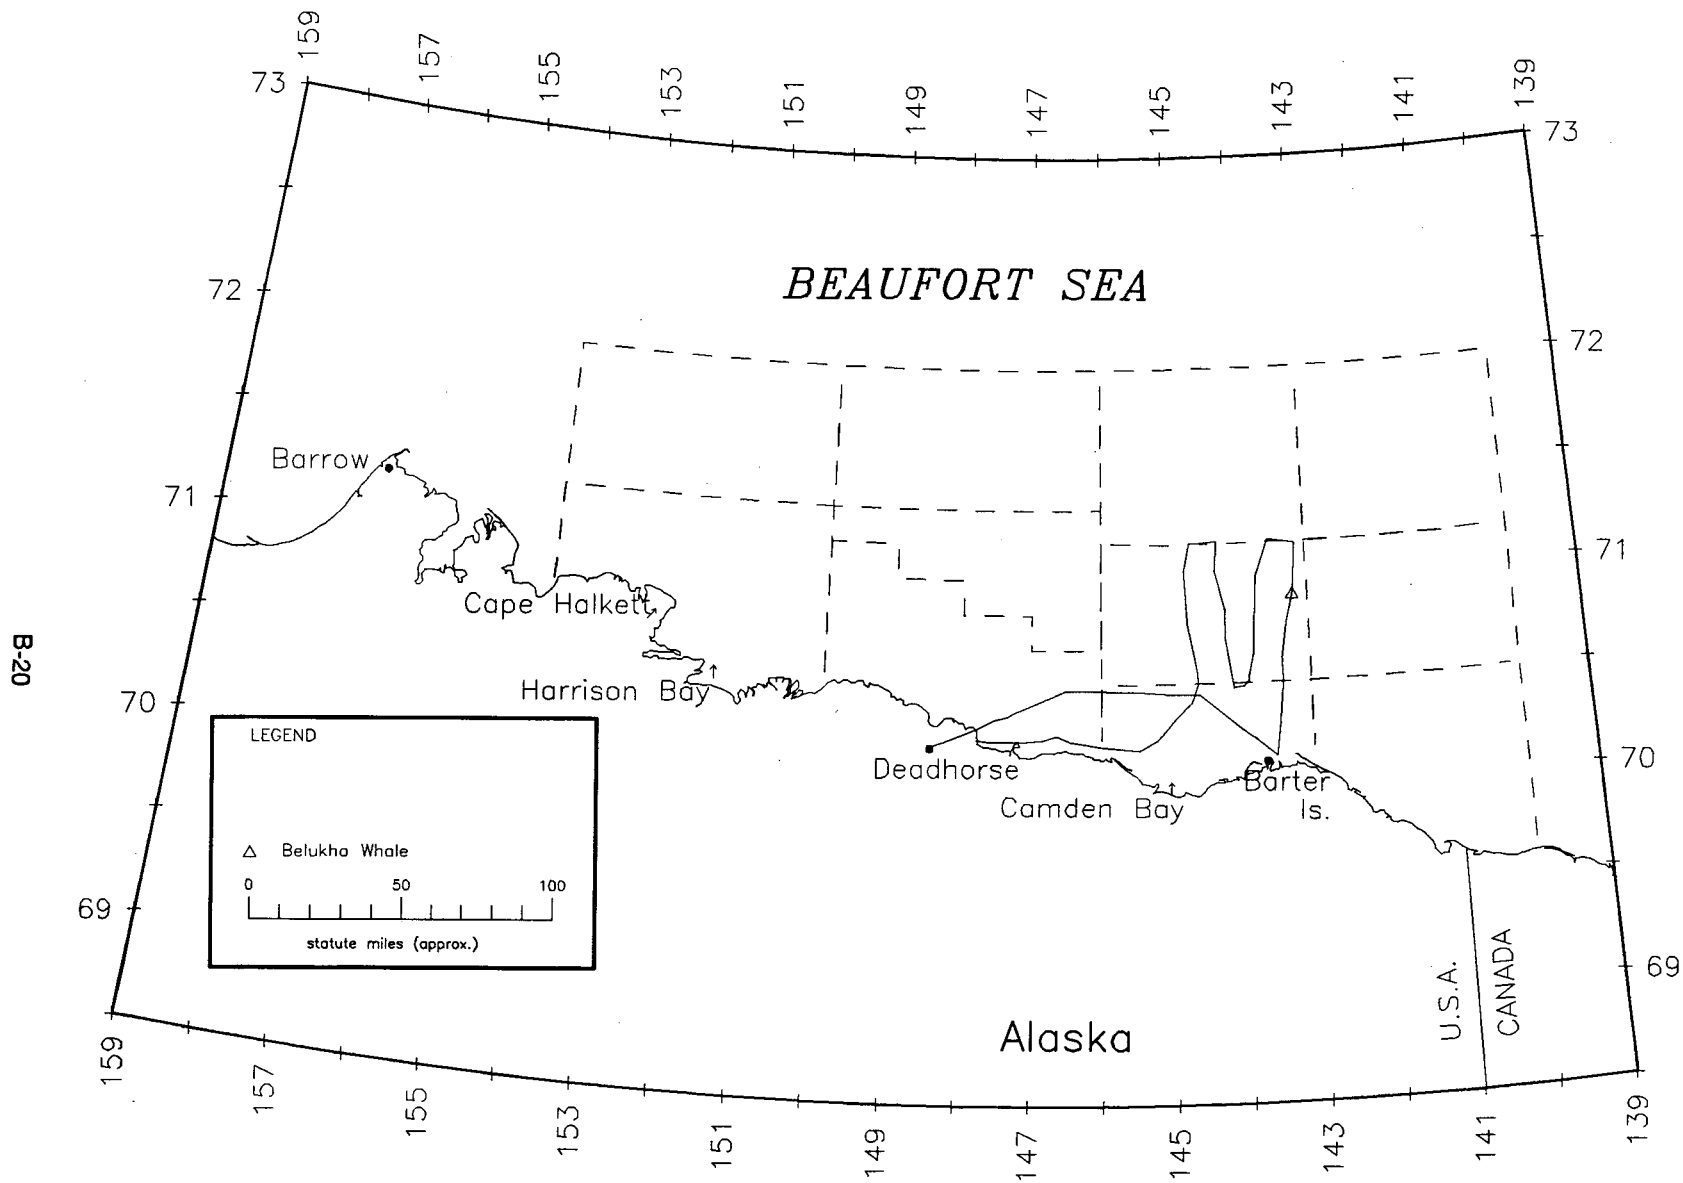 159
157
155
153
151
149
147
145
143
141
139
73
73
BEAUFORT SEA
72
72
Barrow
71
71
Cape Halkett
B-20
Harrison Bay
70
70
LEGEND
Deadhorse
Camden Bay
Barter
Is.
Belukha Whale
0 50 100
statute miles (approx.)
69
69
U.S.A.
CANADA
Alaska
159
157
155
153
151
149
147
145
143
141
139